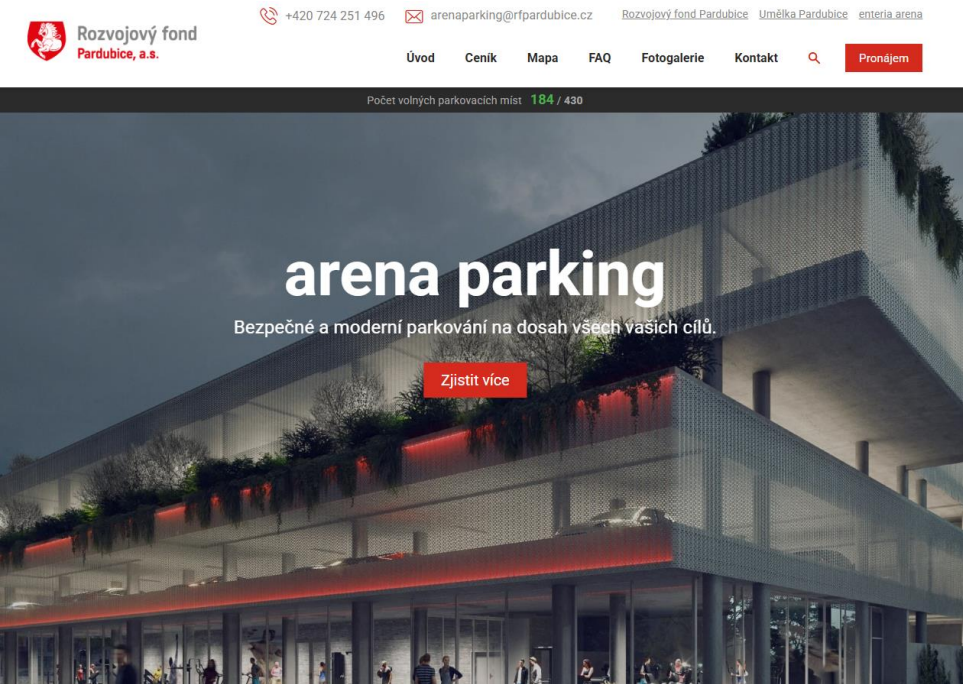 +420 724 251 496 arenaparking@rfpardubice.cz Rozvojový fond Pardubice Umělka Pardubice enteria arena
Rozvojový fond
Pardubice, a.s.
Úvod Ceník Mapa FAQ Fotogalerie Kontakt Pronájem
Počet volných parkovacích míst 184 / 430
arena parking
Bezpečné a moderní parkování na dosah všech vašich cílů.
Zjistit více